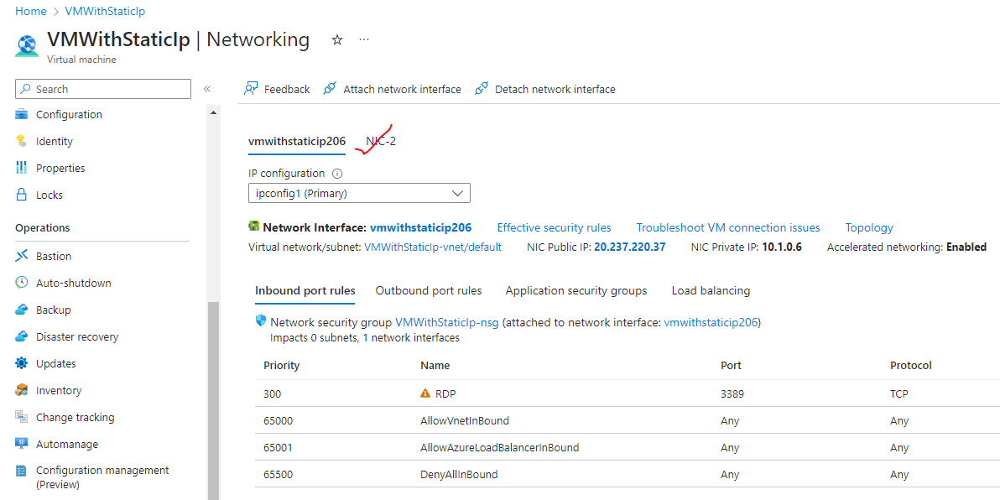 Home > VMWithStaticIp
VMWithStaticIp | Networking ☆ ...
Virtual machine
Search «
Configuration
Identity
Properties
Locks
Operations
Bastion
Auto-shutdown
Backup
Disaster recovery
Updates
Inventory
Change tracking
Automanage
Configuration management
(Preview)
Feedback Attach network interface Detach network interface
vmwithstaticip206 NIC-2
IP configuration
ipconfig1 (Primary)
Network Interface: vmwithstaticip206 Effective security rules Troubleshoot VM connection issues Topology
Virtual network/subnet: VMWithStaticIp-vnet/default NIC Public IP: 20.237.220.37 NIC Private IP: 10.1.0.6 Accelerated networking: Enabled
Inbound port rules Outbound port rules Application security groups Load balancing
Network security group VMWithStaticIp-nsg (attached to network interface: vmwithstaticip206)
Impacts 0 subnets, 1 network interfaces
Priority Name Port Protocol
300 RDP 3389 TCP
65000 AllowVnetInBound Any Any
65001 AllowAzureLoadBalancerInBound Any Any
65500 DenyAllInBound Any Any